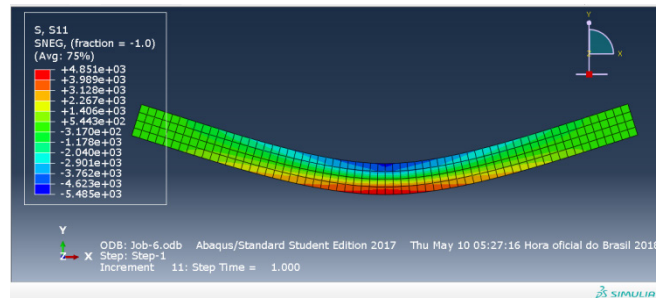 S, S11
SNEG, (fraction = -1.0)
(Avg: 75%)
+4.851e+03
+3.989e+03
+3.128e+03
+2.267e+03
+1.406e+03
+5.443e+02
-3.170e+02
-1.178e+03
-2.040e+03
-2.901e+03
-3.762e+03
-4.623e+03
-5.485e+03
Y
X
Z
Y
Z X
ODB: Job-6.odb Abaqus/Standard Student Edition 2017 Thu May 10 05:27:16 Hora oficial do Brasil 2018
Step: Step-1
Increment 11: Step Time = 1.000
SIMULIA